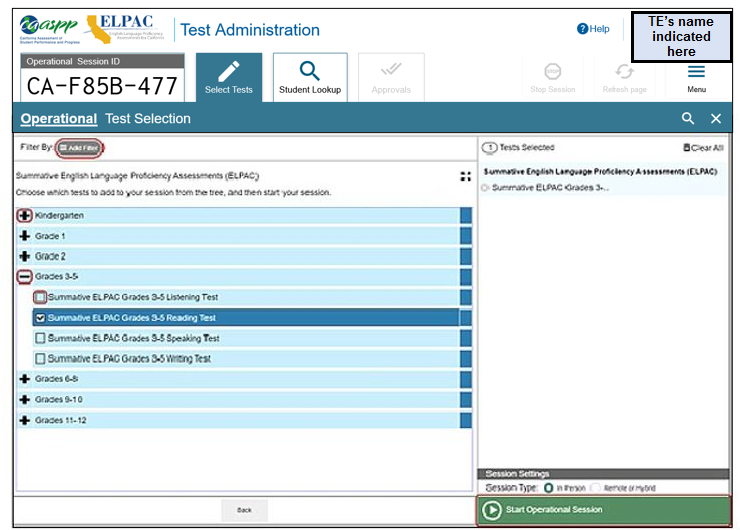 caaspp
California Assessment of
Student Performance and Progress
ELPAC
English Language Proficiency
Assessments for California
Test Administration
Help
TE's name
indicated
here
Operational Session ID
CA-F85B-477
Select Tests
Student Lookup
Approvals
STOP
Stop Session
Refresh page
Menu
Operational Test Selection
Filter By: Add Filter
Summative English Language Proficiency Assessments (ELPAC)
Choose which tests to add to your session from the tree, and then start your session.
Kindergarten
Grade 1
Grade 2
Grades 3-5
Summative ELPAC Grades 3-5 Listening Test
Summative ELPAC Grades 3-5 Reading Test
Summative ELPAC Grades 3-5 Speaking Test
Summative ELPAC Grades 3-5 Writing Test
Grades 6-8
Grades 9-10
Grades 11-12
Back
1 Tests Selected
Clear All
Summative English Language Proficiency Assessments (ELPAC)
Summative ELPAC Grades 3-...
Session Settings
Session Type: In Person Remote or Hybrid
Start Operational Session